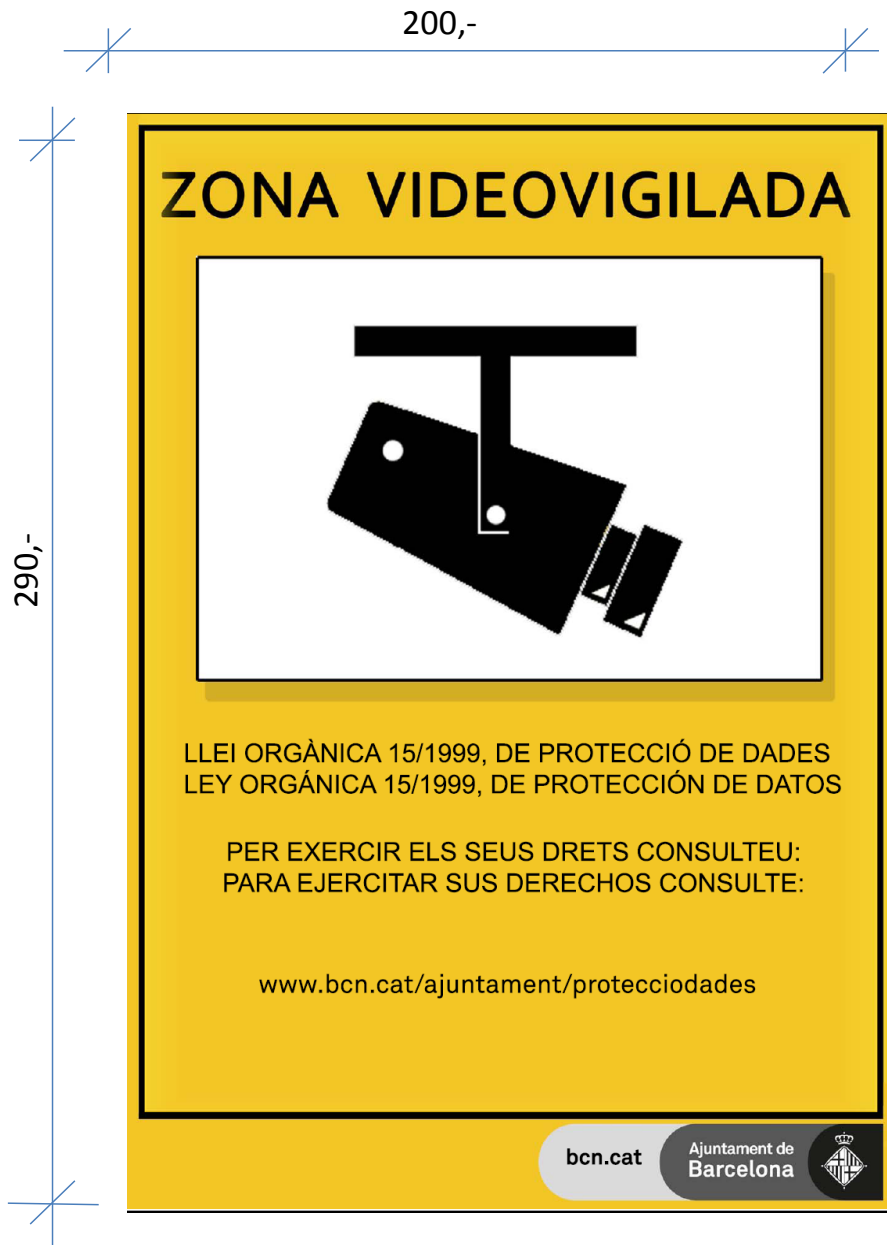 200,-
290,-
ZONA VIDEOVIGILADA
LLEI ORGÀNICA 15/1999, DE PROTECCIÓ DE DADES
LEY ORGÁNICA 15/1999, DE PROTECCIÓN DE DATOS
PER EXERCIR ELS SEUS DRETS CONSULTEU:
PARA EJERCITAR SUS DERECHOS CONSULTE:
www.bcn.cat/ajuntament/protecciodades
bcn.cat
Ajuntament de
Barcelona